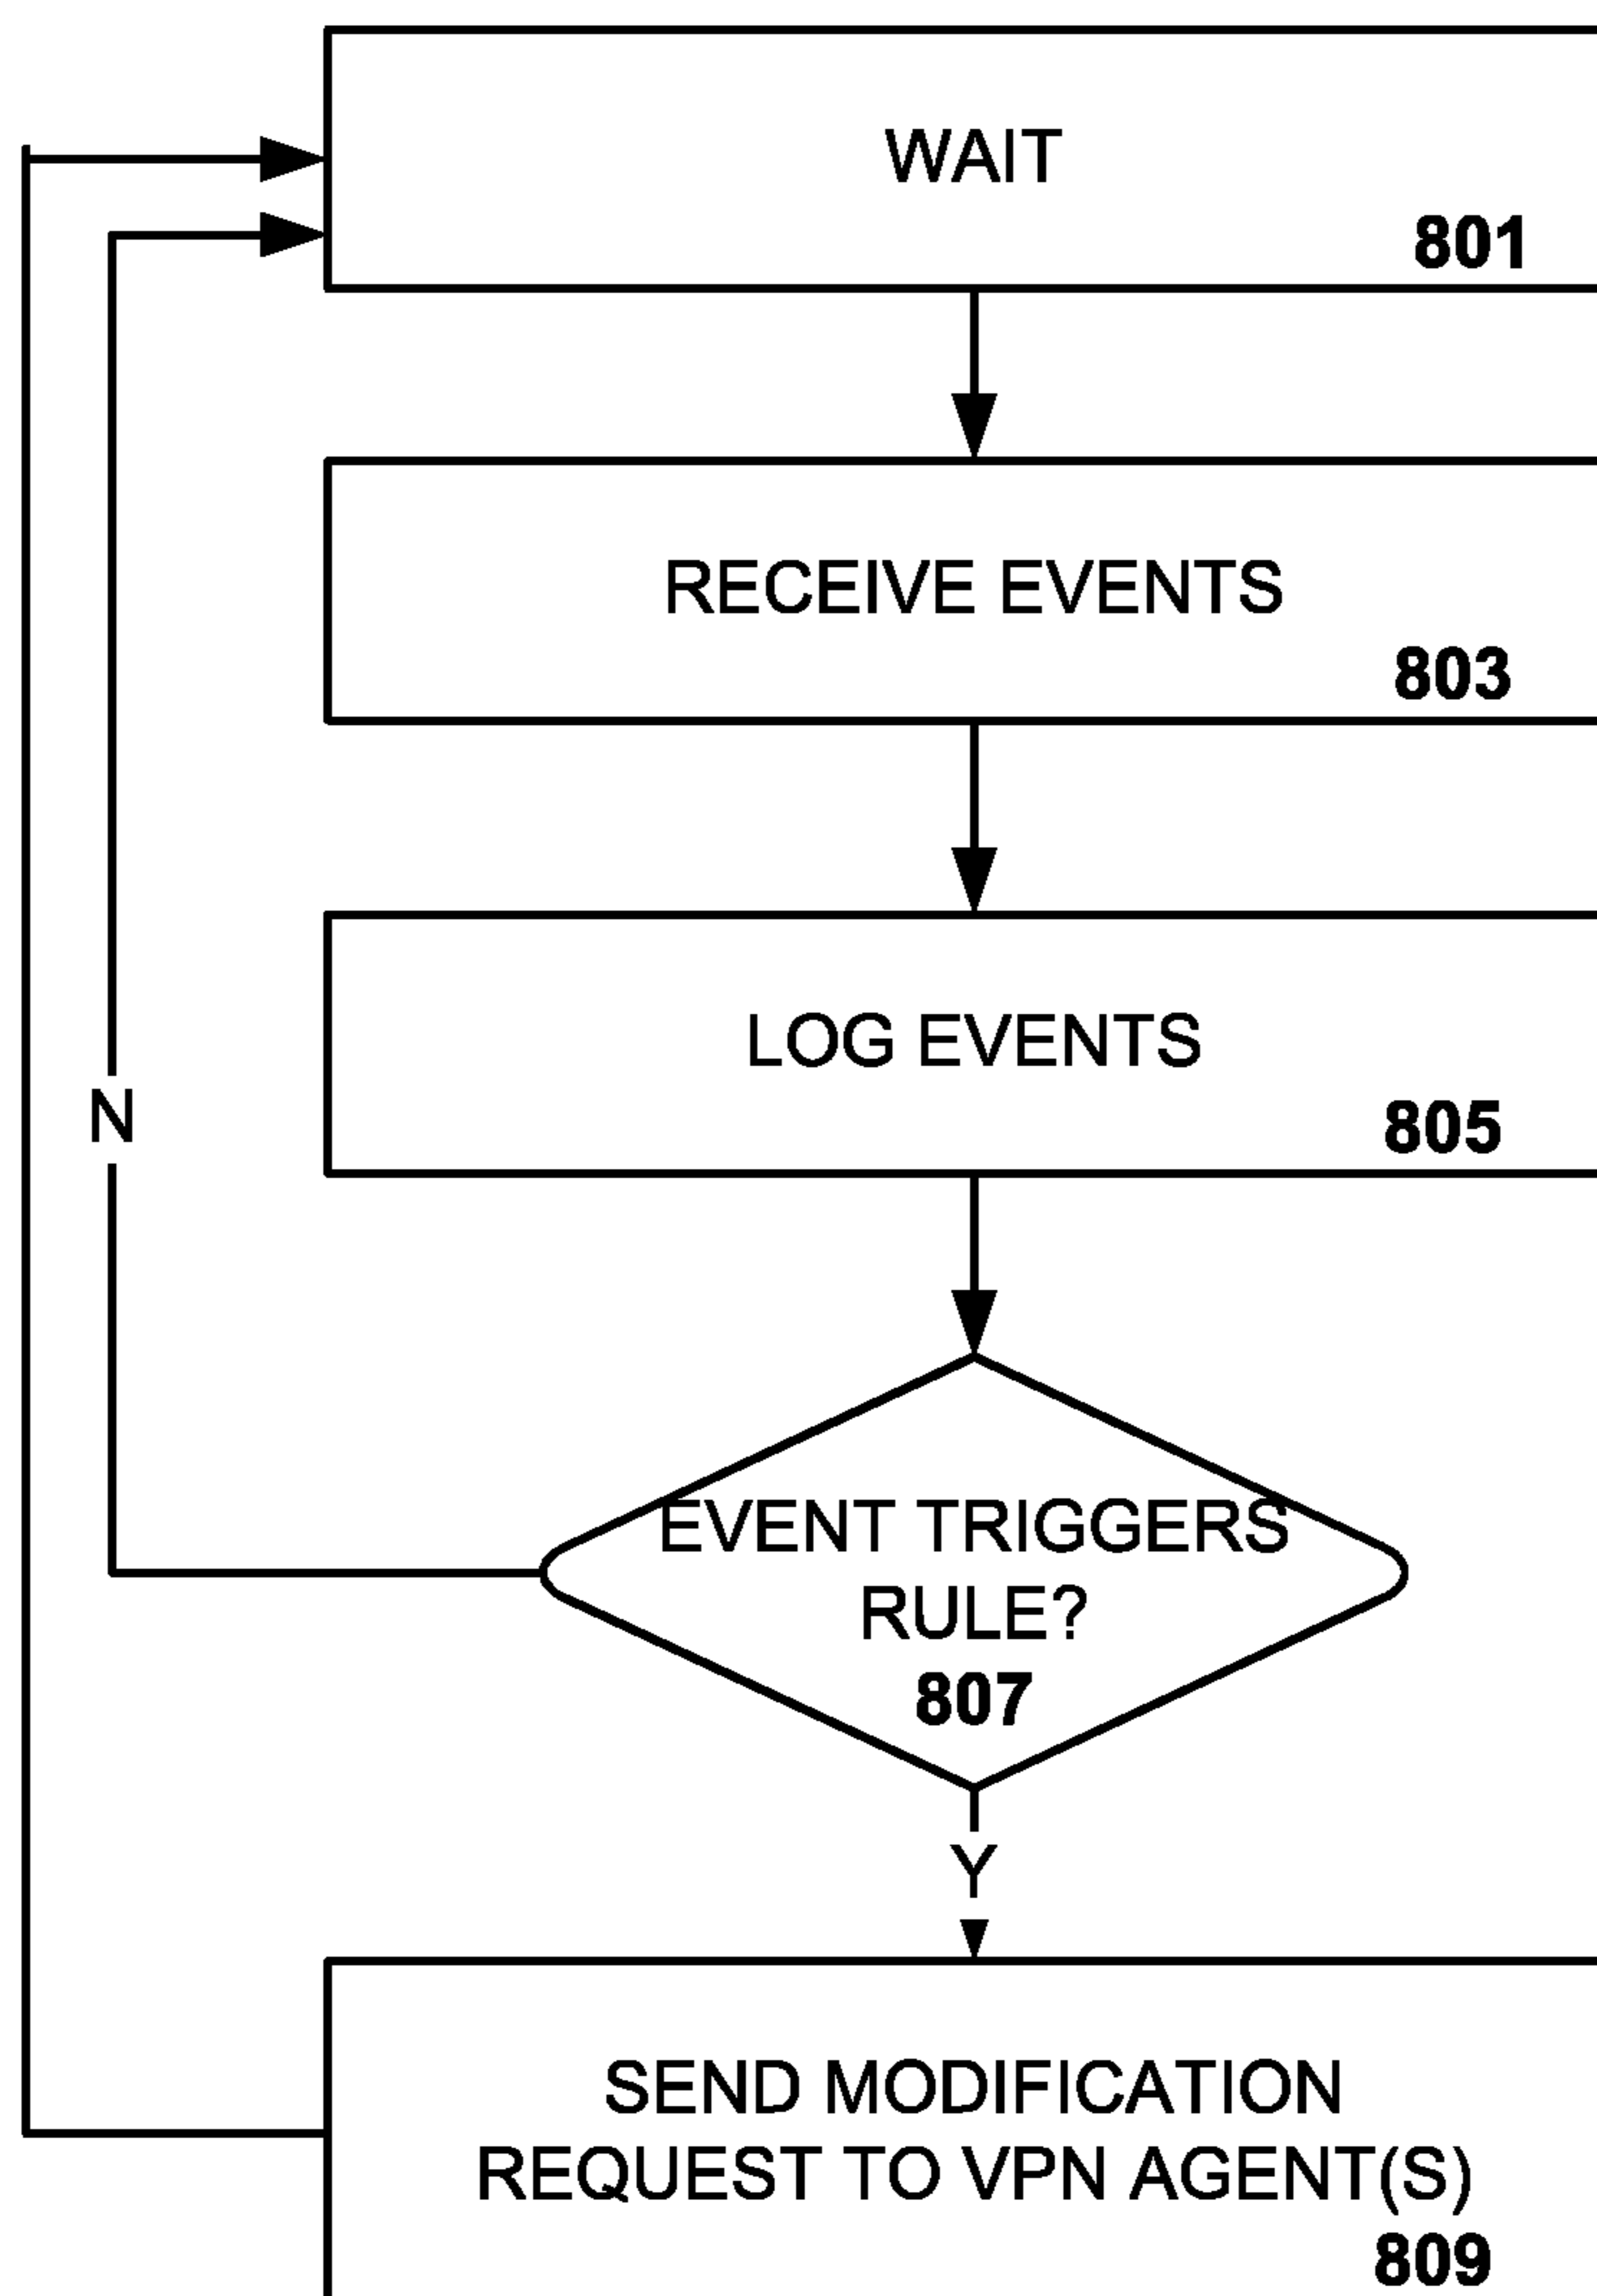 WAIT
801
RECEIVE EVENTS
803
LOG EVENTS
805
N
EVENT TRIGGERS
RULE?
807
Y
SEND MODIFICATION
REQUEST TO VPN AGENT(S)
809